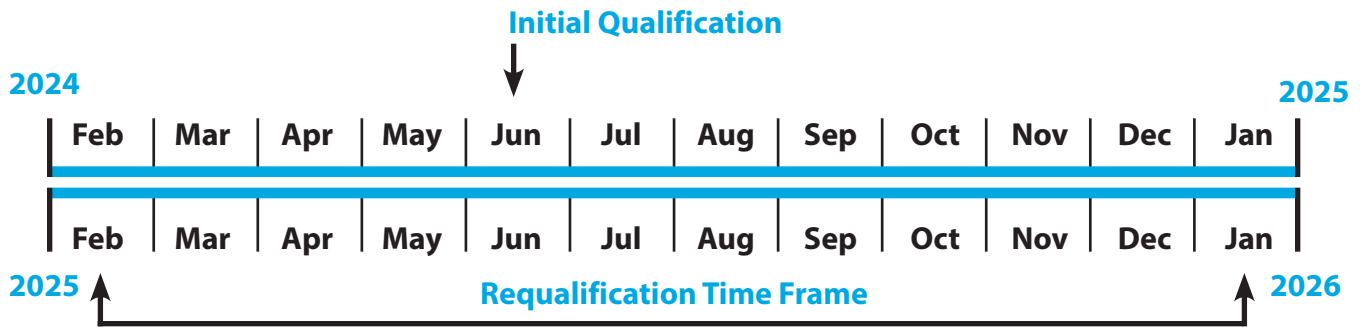 Initial Qualification
2024
2025
Feb Mar Apr May Jun Jul Aug Sep Oct Nov Dec Jan
Feb Mar Apr May Jun Jul Aug Sep Oct Nov Dec Jan
2025 Requalification Time Frame 2026